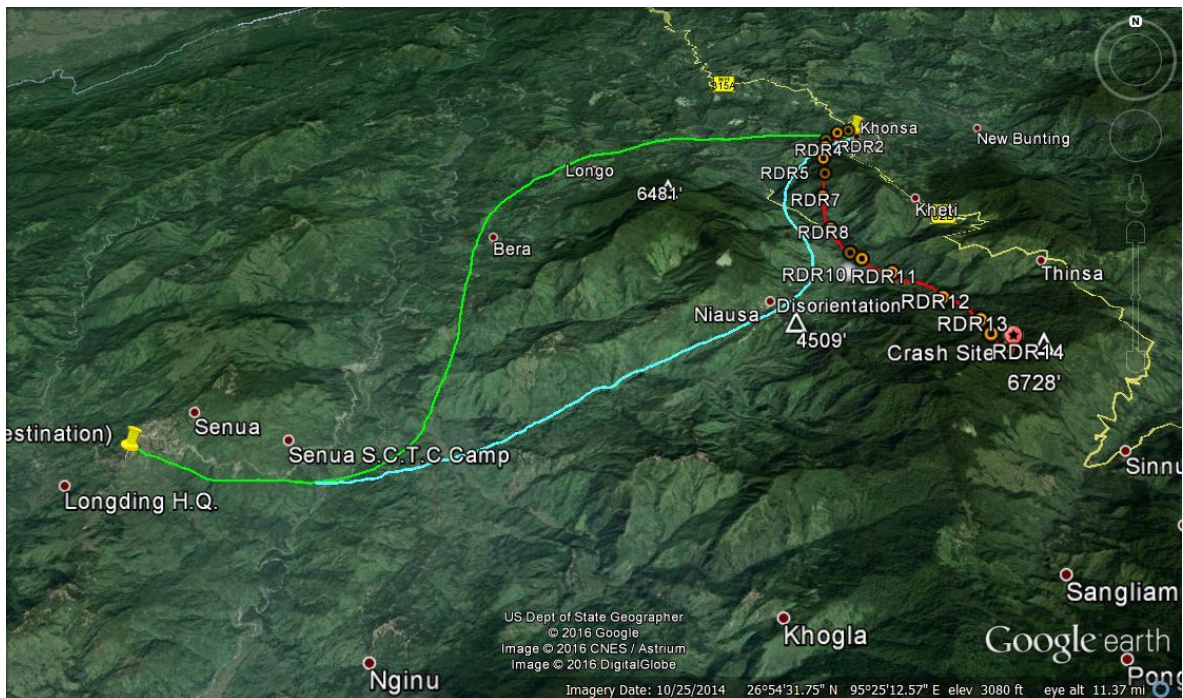 N
315A
Khonsa
New Bunting
RDR4
RDR2
RDR5
Longo
6481'
RDR7
Kheti
RDR8
Bera
Thinsa
RDR10
RDR11
Disorientation
Niausa
RDR12
RDR13
4509'
Crash Site
RDR14
6728'
Senua
estination)
Senua S.C.T.C Camp
Sinnu
Longding H.Q.
Sangliam
US Dept of State Geographer
© 2016 Google
Image © 2016 CNES / Astrium
Image © 2016 DigitalGlobe
Khogla
Google earth
Nginu
Pong
Imagery Date: 10/25/2014 26°54'31.75" N 95°25'12.57" E elev 3080 ft eye alt 11.37 mi